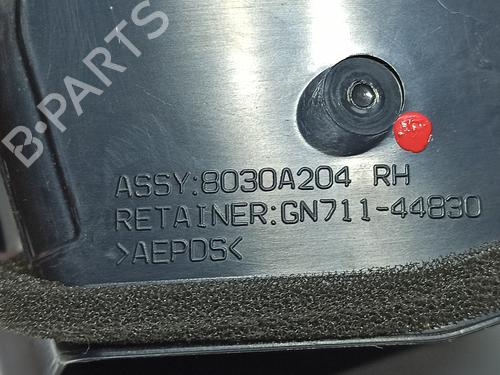 B-PARTS
ASSY:8030A204 RH
RETAINER:GN711-44830
>AEPDS<